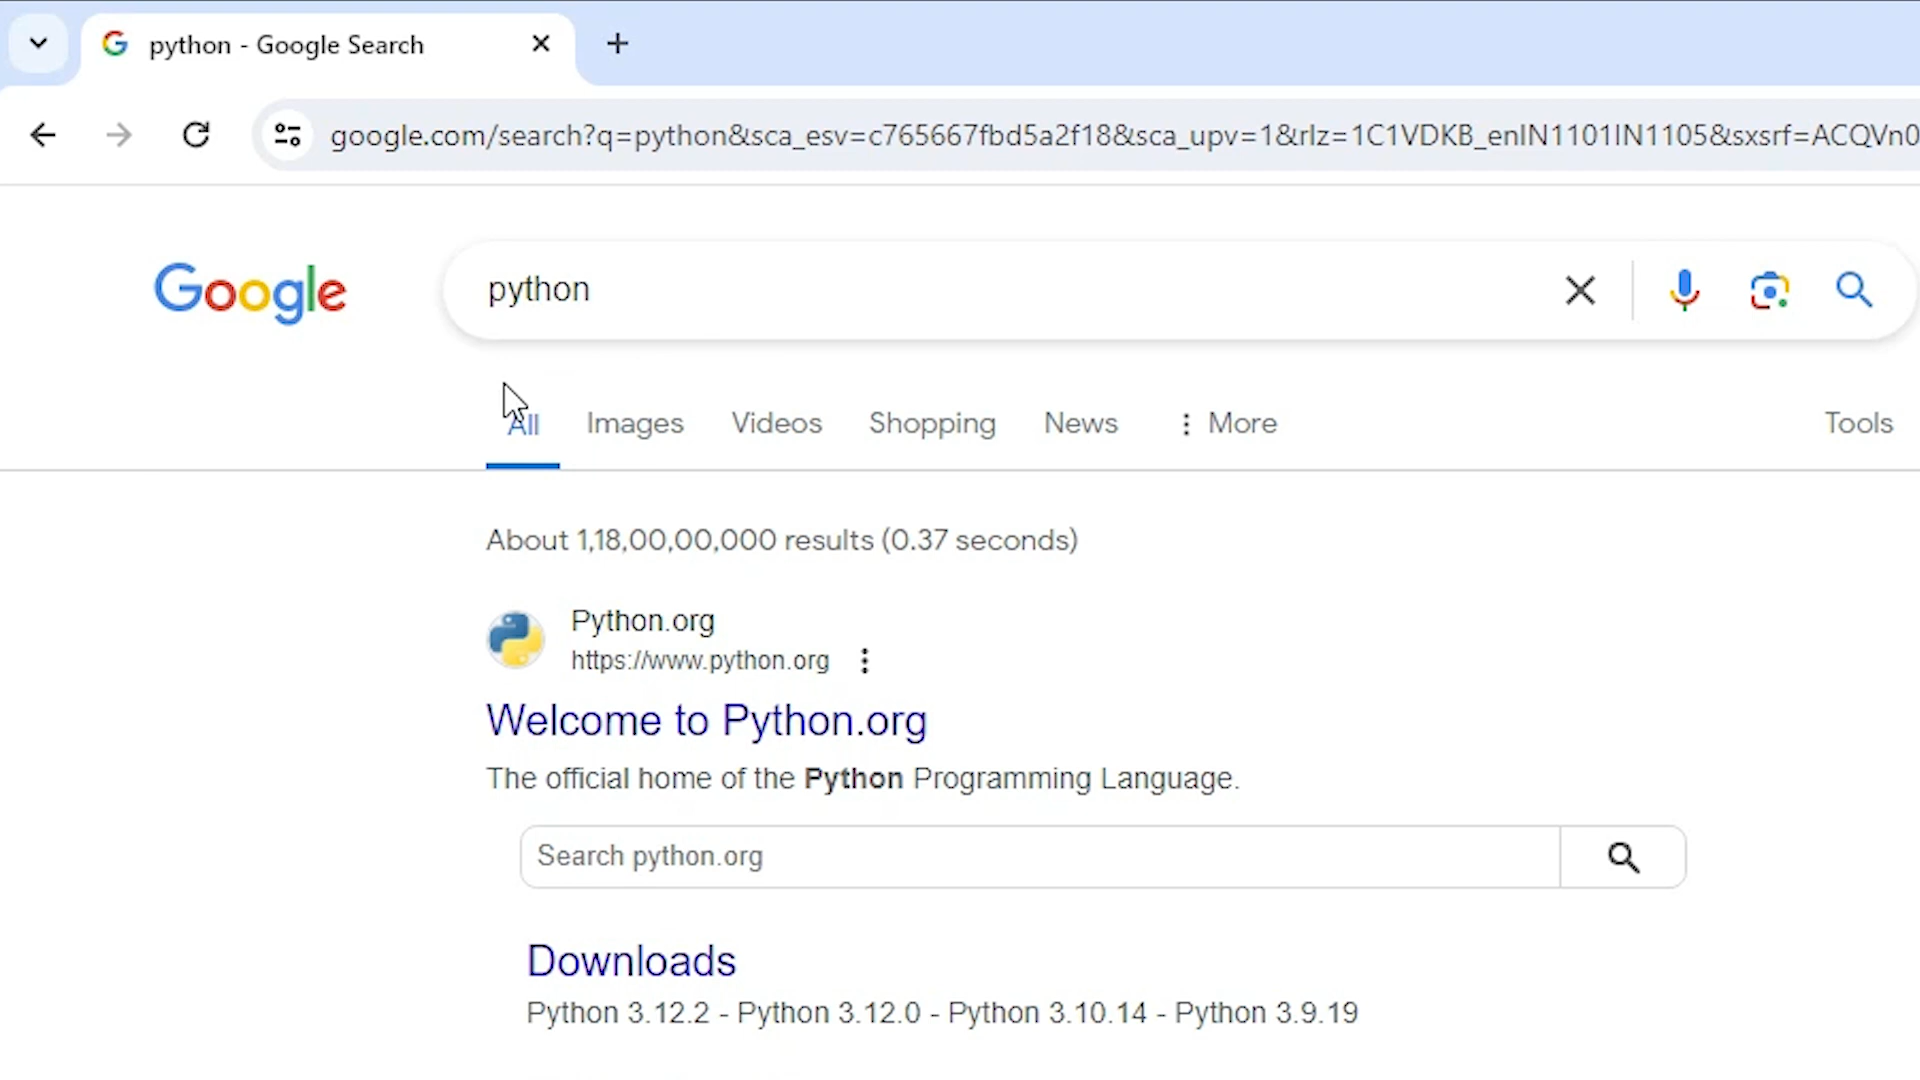 python - Google Search
google.com/search?q=python&sca_esv=c765667fbd5a2f18&sca_upv=1&rlz=1C1VDKB_enIN1101IN1105&sxsrf=ACQVn0
Google
python
All Images Videos Shopping News More Tools
About 1,18,00,00,000 results (0.37 seconds)
Python.org
https://www.python.org
Welcome to Python.org
The official home of the Python Programming Language.
Search python.org
Downloads
Python 3.12.2 - Python 3.12.0 - Python 3.10.14 - Python 3.9.19